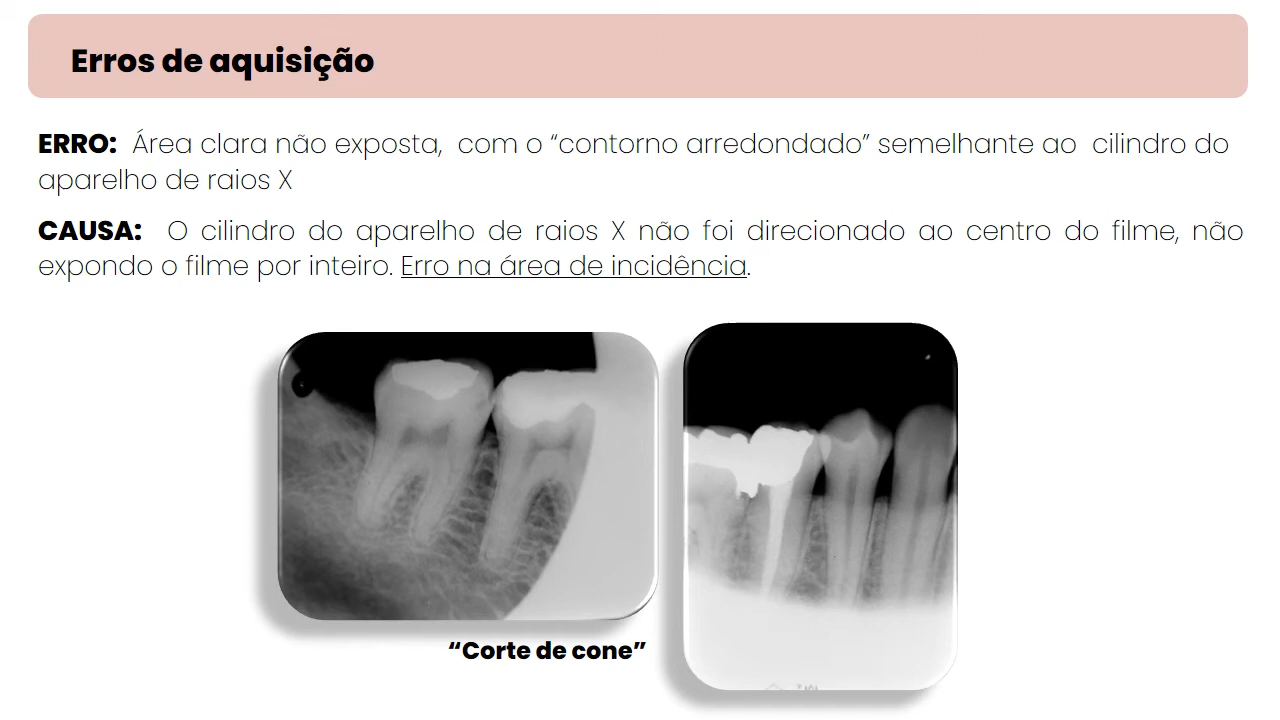 Erros de aquisição
ERRO: Área clara não exposta, com o “contorno arredondado” semelhante ao cilindro do
aparelho de raios X
CAUSA: O cilindro do aparelho de raios X não foi direcionado ao centro do filme, não
expondo o filme por inteiro. Erro na área de incidência.
“Corte de cone”